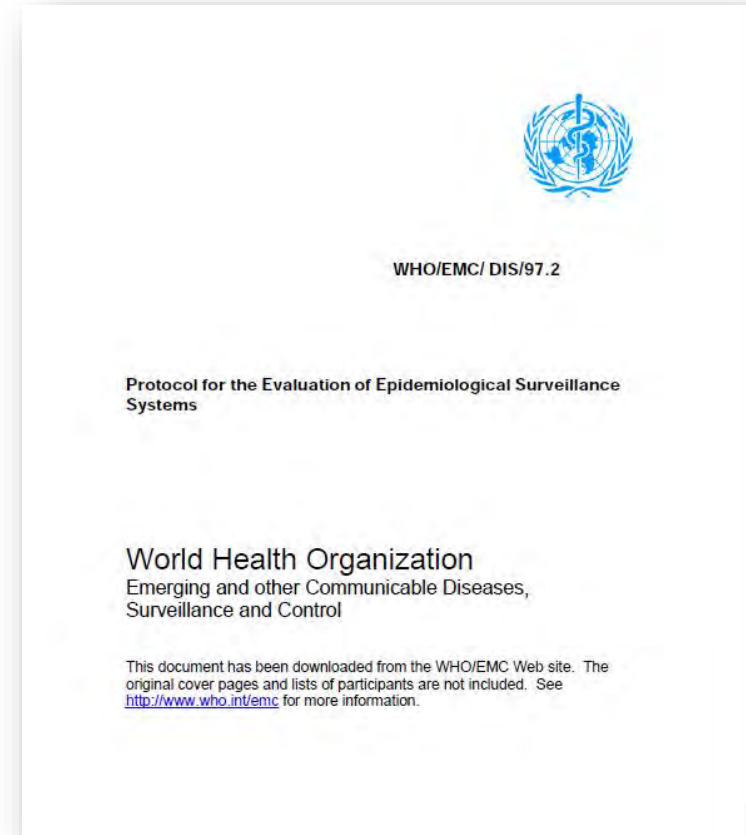 WHO/EMC/ DIS/97.2
Protocol for the Evaluation of Epidemiological Surveillance
Systems
World Health Organization
Emerging and other Communicable Diseases,
Surveillance and Control
This document has been downloaded from the WHO/EMC Web site. The
original cover pages and lists of participants are not included. See
http://www.who.int/emc for more information.